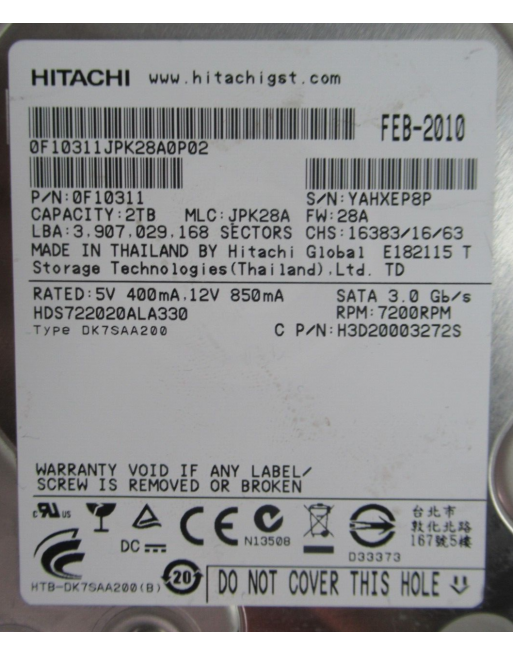 HITACHI www.hitachigst.com
FEB-2010
0F10311JPK28A0P02
P/N:0F10311 S/N:YAHXEP8P
CAPACITY:2TB MLC:JPK28A FW:28A
LBA:3.907.029.168 SECTORS CHS:16383/16/63
MADE IN THAILAND BY Hitachi Global E182115 T
Storage Technologies(Thailand).Ltd. TD
RATED:5V 400mA.12V 850mA SATA 3.0 Gb/s
HDS722020ALA330 RPM:7200RPM
Type DK7SAA200 C P/N:H3D20003272S
WARRANTY VOID IF ANY LABEL/
SCREW IS REMOVED OR BROKEN
c RU us
DC
CE
N13508
D33373
台北市
敦化北路
167號5樓
HTB-DK7SAA200(B)
20
DO NOT COVER THIS HOLE